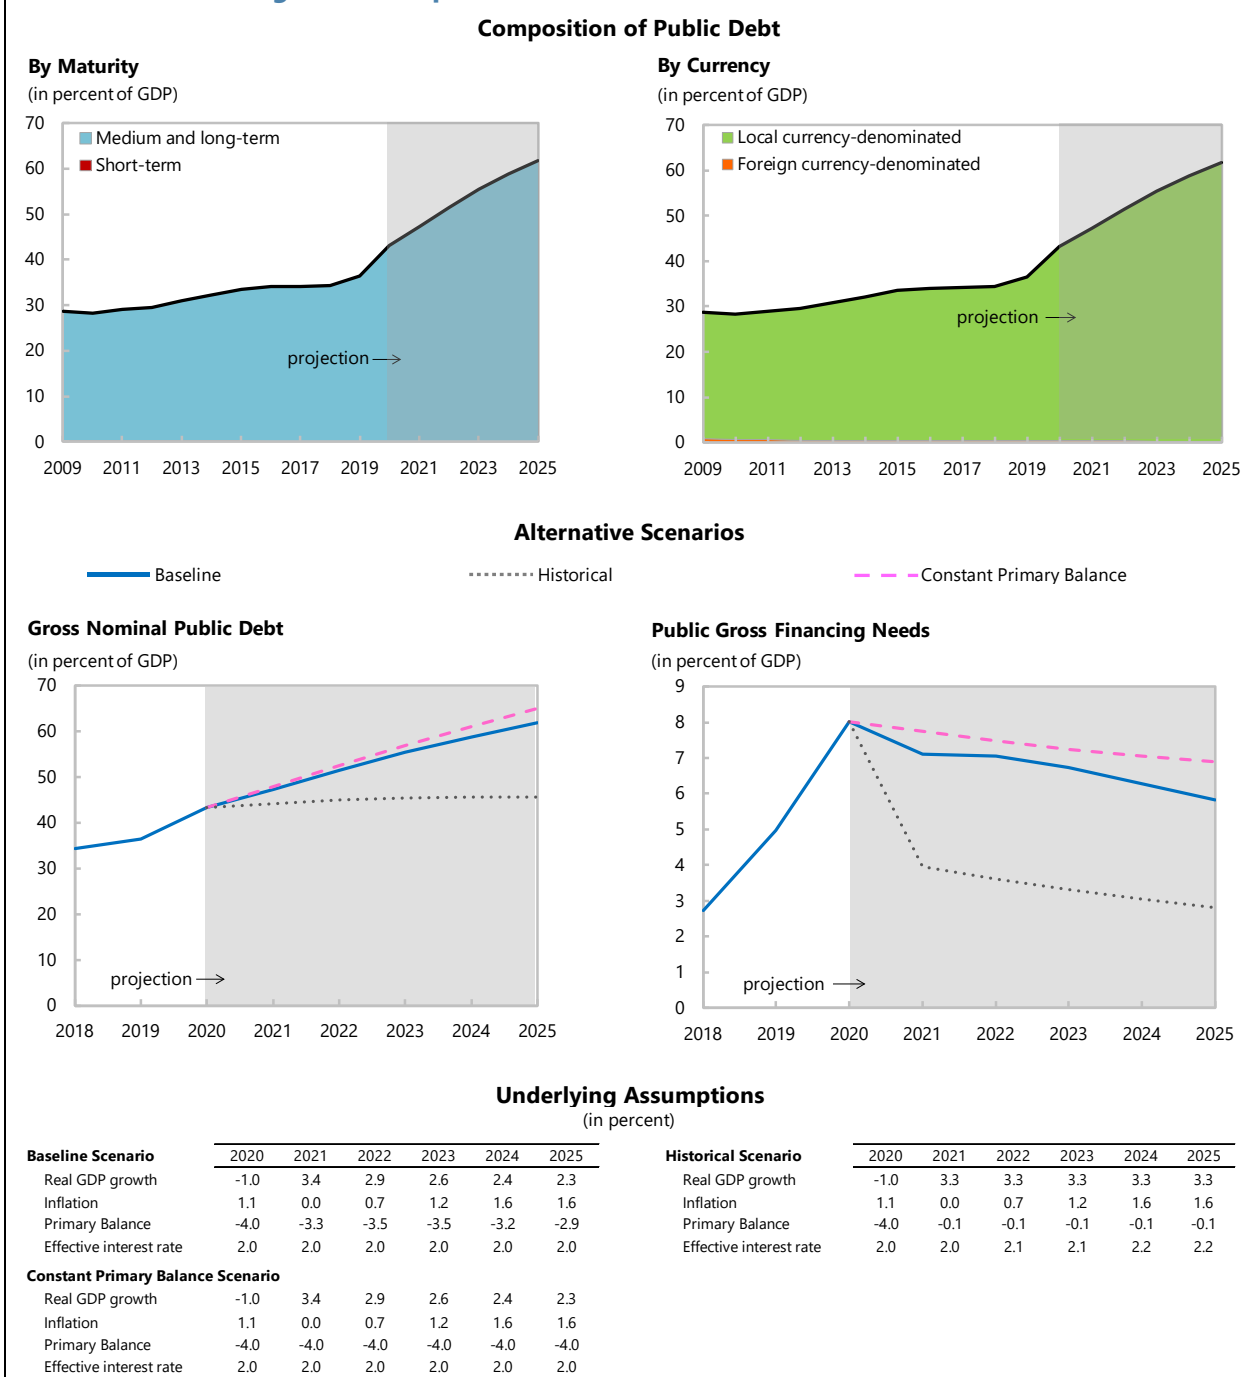 Composition of Public Debt
By Maturity
(in percent of GDP)
70
60
50
40
30
20
10
0
Medium and long-term
Short-term
projection
2009 2011 2013 2015 2017 2019 2021 2023 2025
By Currency
(in percent of GDP)
70
60
50
40
30
20
10
0
Local currency-denominated
Foreign currency-denominated
projection
2009 2011 2013 2015 2017 2019 2021 2023 2025
Alternative Scenarios
Baseline Historical Constant Primary Balance
Gross Nominal Public Debt
(in percent of GDP)
70
60
50
40
30
20
10
0
projection
2018 2019 2020 2021 2022 2023 2024 2025
Public Gross Financing Needs
(in percent of GDP)
9
8
7
6
5
4
3
2
1
0
projection
2018 2019 2020 2021 2022 2023 2024 2025
Underlying Assumptions
(in percent)
Baseline Scenario 2020 2021 2022 2023 2024 2025
Real GDP growth -1.0 3.4 2.9 2.6 2.4 2.3
Inflation 1.1 0.0 0.7 1.2 1.6 1.6
Primary Balance -4.0 -3.3 -3.5 -3.5 -3.2 -2.9
Effective interest rate 2.0 2.0 2.0 2.0 2.0 2.0
Constant Primary Balance Scenario
Real GDP growth -1.0 3.4 2.9 2.6 2.4 2.3
Inflation 1.1 0.0 0.7 1.2 1.6 1.6
Primary Balance -4.0 -4.0 -4.0 -4.0 -4.0 -4.0
Effective interest rate 2.0 2.0 2.0 2.0 2.0 2.0
Historical Scenario 2020 2021 2022 2023 2024 2025
Real GDP growth -1.0 3.3 3.3 3.3 3.3 3.3
Inflation 1.1 0.0 0.7 1.2 1.6 1.6
Primary Balance -4.0 -0.1 -0.1 -0.1 -0.1 -0.1
Effective interest rate 2.0 2.0 2.1 2.1 2.2 2.2